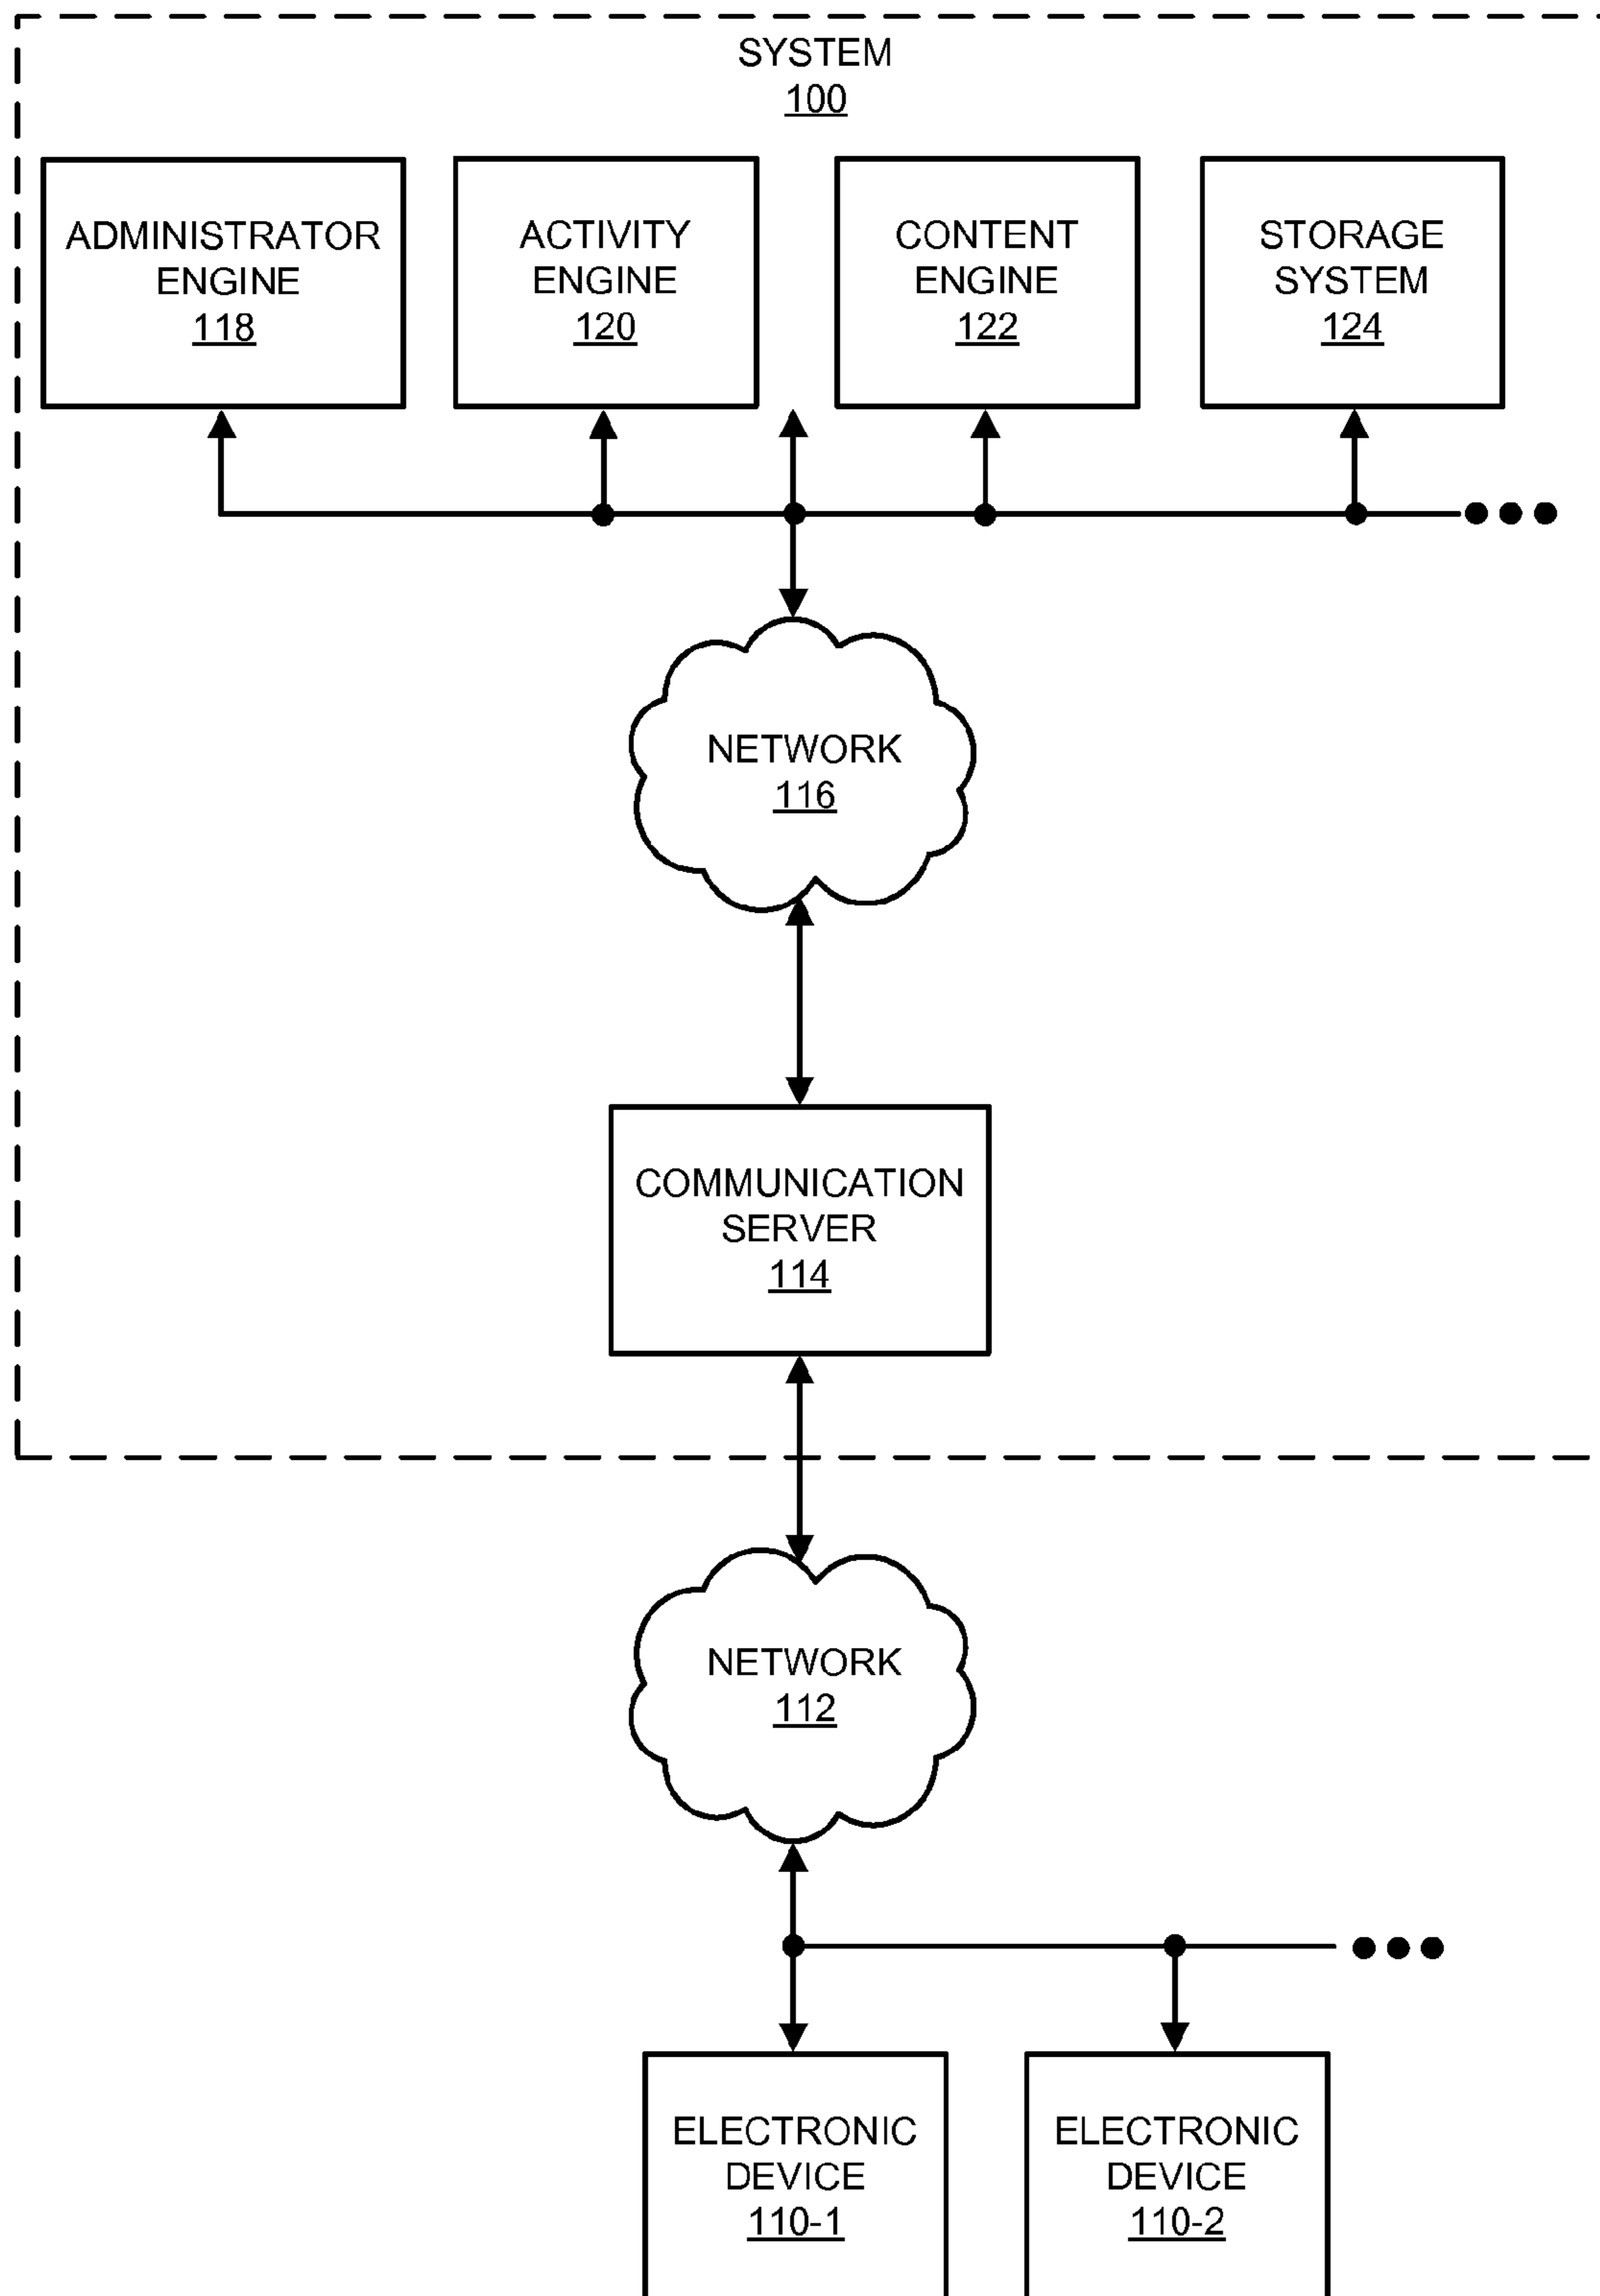 SYSTEM
100
ADMINISTRATOR
ENGINE
118
ACTIVITY
ENGINE
120
CONTENT
ENGINE
122
STORAGE
SYSTEM
124
NETWORK
116
COMMUNICATION
SERVER
114
NETWORK
112
ELECTRONIC
DEVICE
110-1
ELECTRONIC
DEVICE
110-2